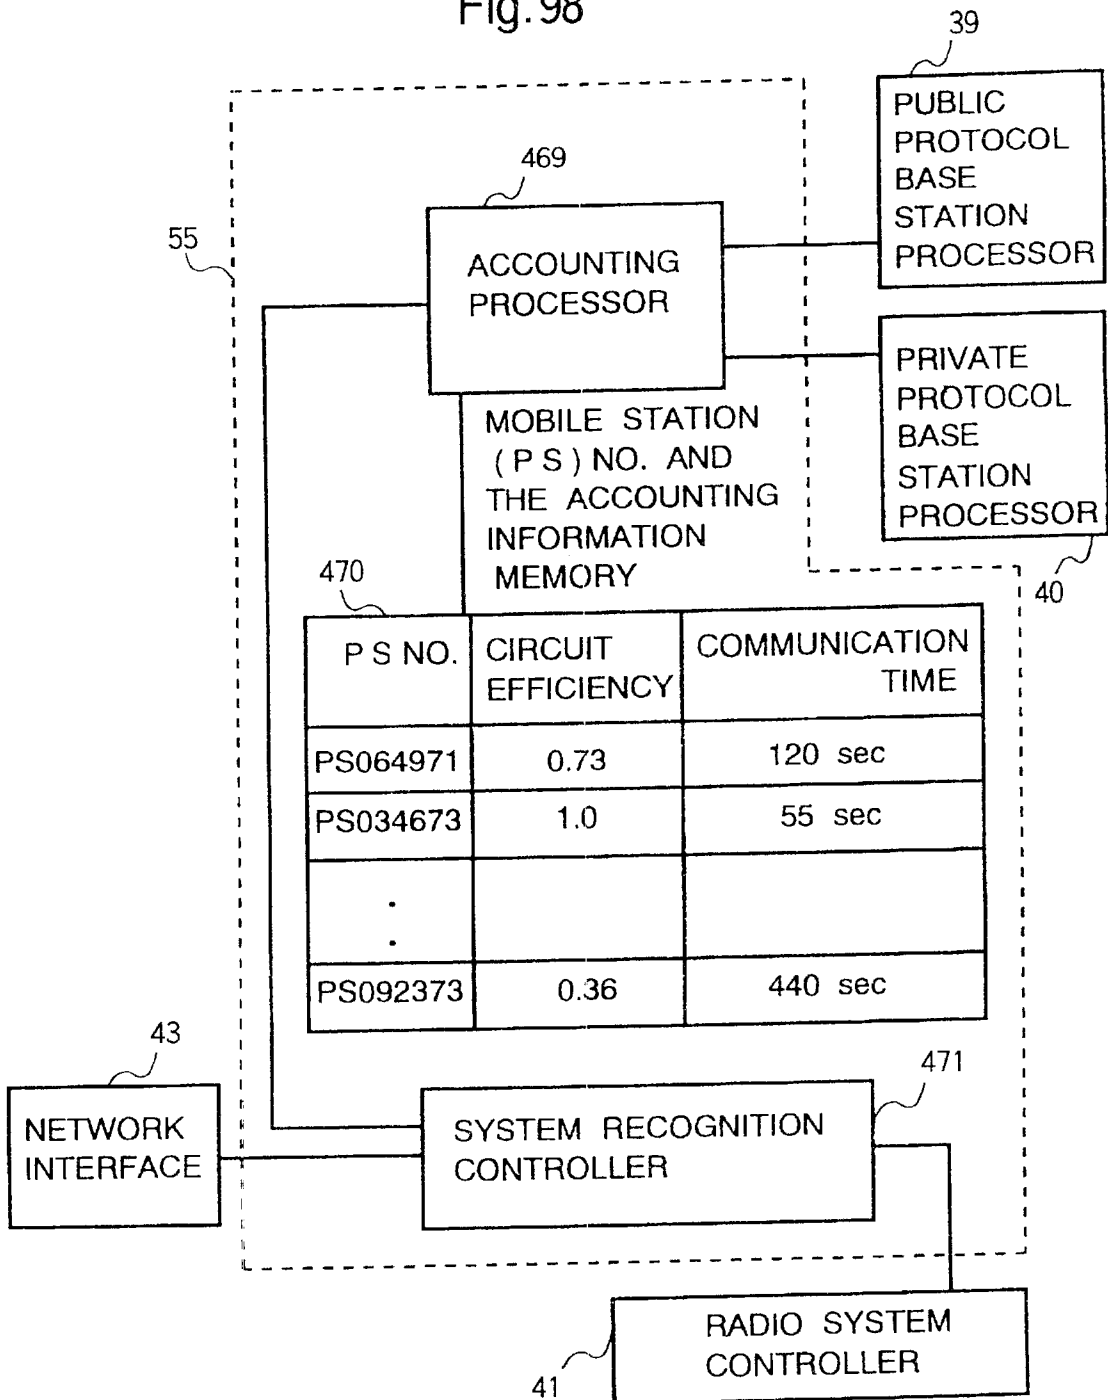 Fig. 98
39
PUBLIC
PROTOCOL
BASE
STATION
PROCESSOR
469
55
ACCOUNTING
PROCESSOR
PRIVATE
PROTOCOL
BASE
STATION
PROCESSOR
40
MOBILE STATION
(PS) NO. AND
THE ACCOUNTING
INFORMATION
MEMORY
470
PS NO. CIRCUIT EFFICIENCY COMMUNICATION TIME
PS064971 0.73 120 sec
PS034673 1.0 55 sec
.
.
PS092373 0.36 440 sec
43
471
NETWORK
INTERFACE
SYSTEM RECOGNITION
CONTROLLER
RADIO SYSTEM
CONTROLLER
41